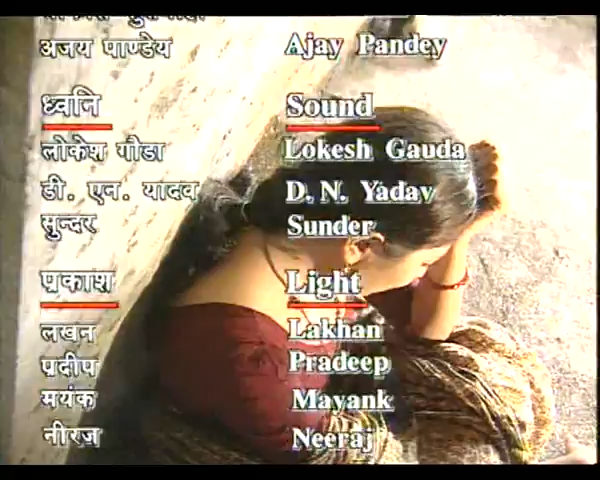 अजय पाण्डेय Ajay Pandey
ध्वनि Sound
लोकेश गौडा Lokesh Gauda
डी. एन. यादव D. N. Yadav
सुन्दर Sunder
प्रकाश Light
लखन Lakhan
प्रदीप Pradeep
मयंक Mayank
नीरज Neeraj